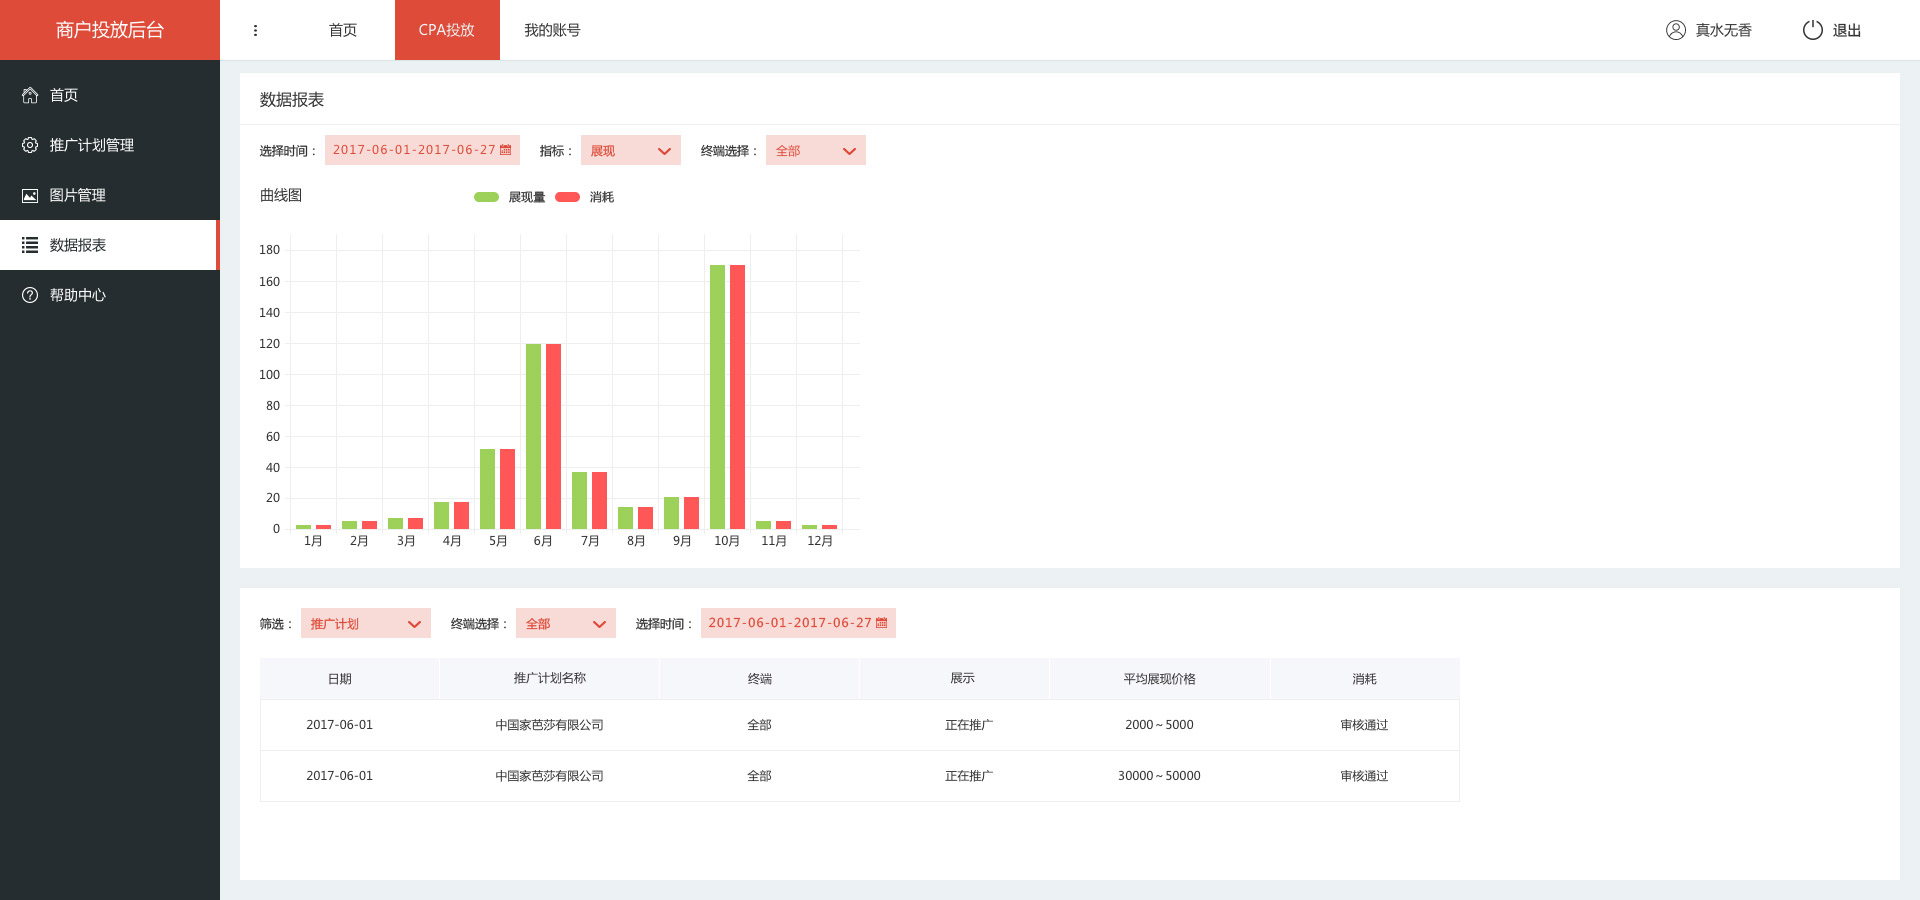 商户投放后台
首页 CPA投放 我的账号 真水无香 退出
首页
推广计划管理
图片管理
数据报表
帮助中心
数据报表
选择时间： 2017-06-01-2017-06-27 指标： 展现 终端选择： 全部
曲线图 展现量 消耗
180
160
140
120
100
80
60
40
20
0
1月 2月 3月 4月 5月 6月 7月 8月 9月 10月 11月 12月
筛选： 推广计划 终端选择： 全部 选择时间： 2017-06-01-2017-06-27
日期 推广计划名称 终端 展示 平均展现价格 消耗
2017-06-01 中国家芭莎有限公司 全部 正在推广 2000～5000 审核通过
2017-06-01 中国家芭莎有限公司 全部 正在推广 30000～50000 审核通过